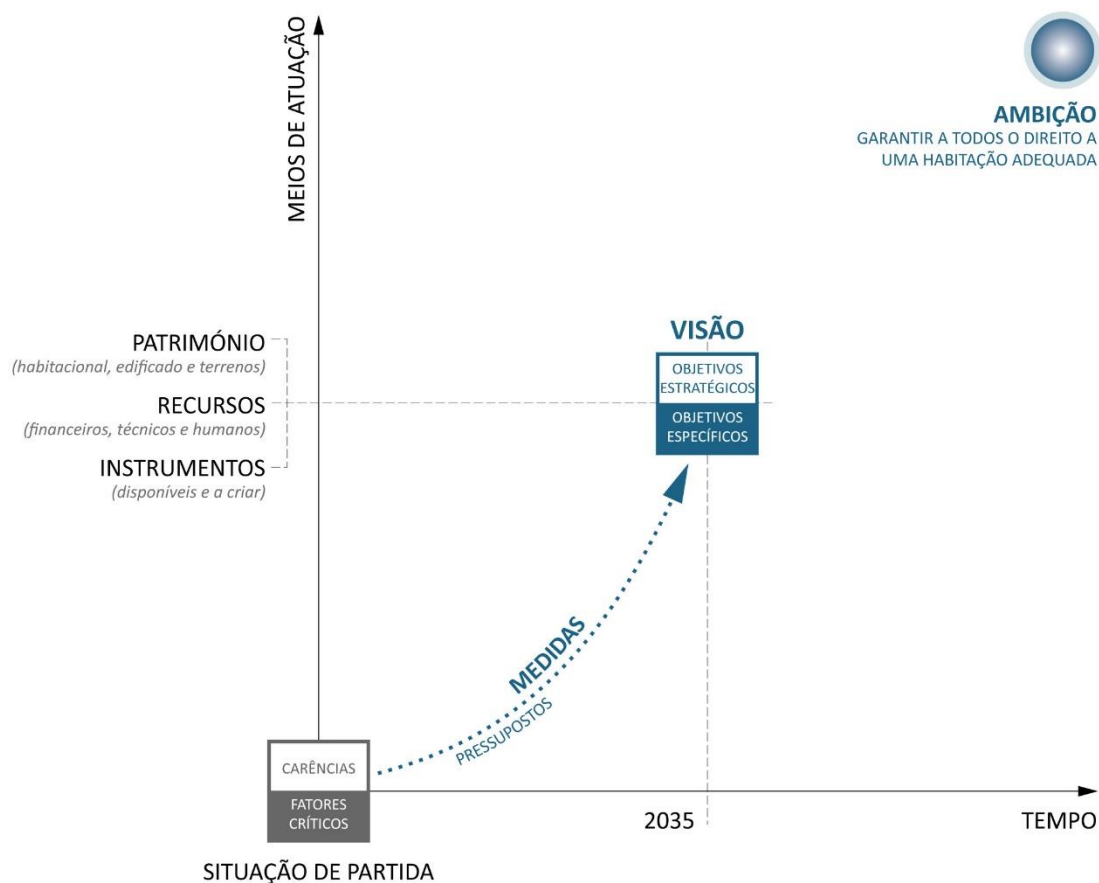 MEIOS DE ATUAÇÃO
AMBIÇÃO
GARANTIR A TODOS O DIREITO A
UMA HABITAÇÃO ADEQUADA
PATRIMÓNIO
(habitacional, edificado e terrenos)
RECURSOS
(financeiros, técnicos e humanos)
INSTRUMENTOS
(disponíveis e a criar)
VISÃO
OBJETIVOS
ESTRATÉGICOS
OBJETIVOS
ESPECÍFICOS
MEDIDAS
PRESSUPOSTOS
CARÊNCIAS
FATORES
CRÍTICOS
SITUAÇÃO DE PARTIDA
2035
TEMPO